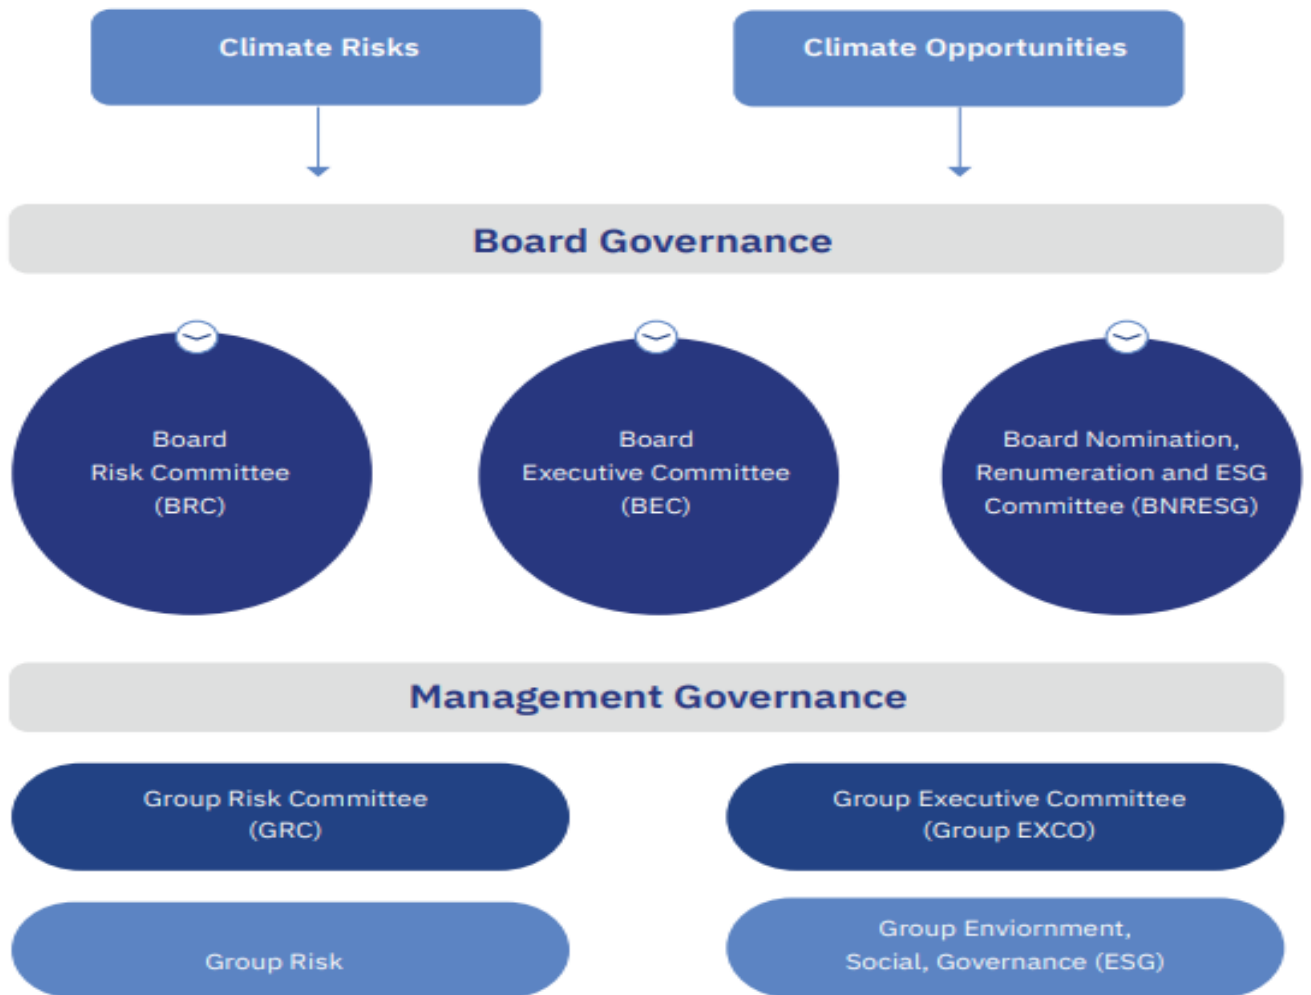 Climate Risks
Climate Opportunities
Board Governance
Board
Risk Committee
(BRC)
Board
Executive Committee
(BEC)
Board Nomination,
Renumeration and ESG
Committee (BNRESG)
Management Governance
Group Risk Committee
(GRC)
Group Executive Committee
(Group EXCO)
Group Risk
Group Enviornment,
Social, Governance (ESG)